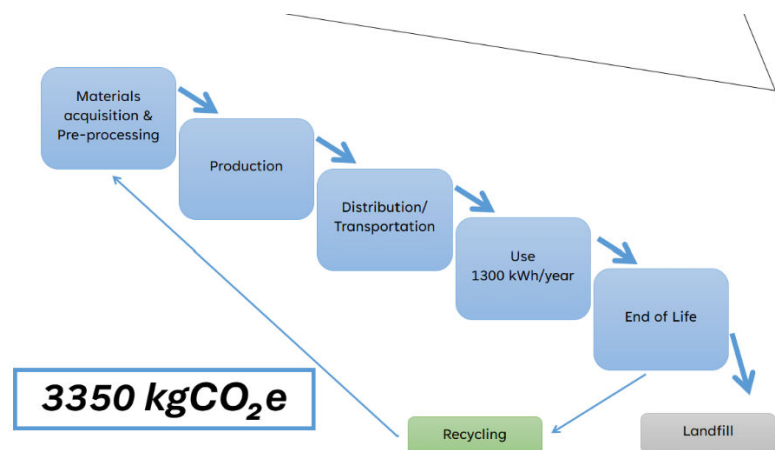 Materials
acquisition &
Pre-processing
Production
Distribution/
Transportation
Use
1300 kWh/year
End of Life
3350 kgCO₂e
Recycling
Landfill